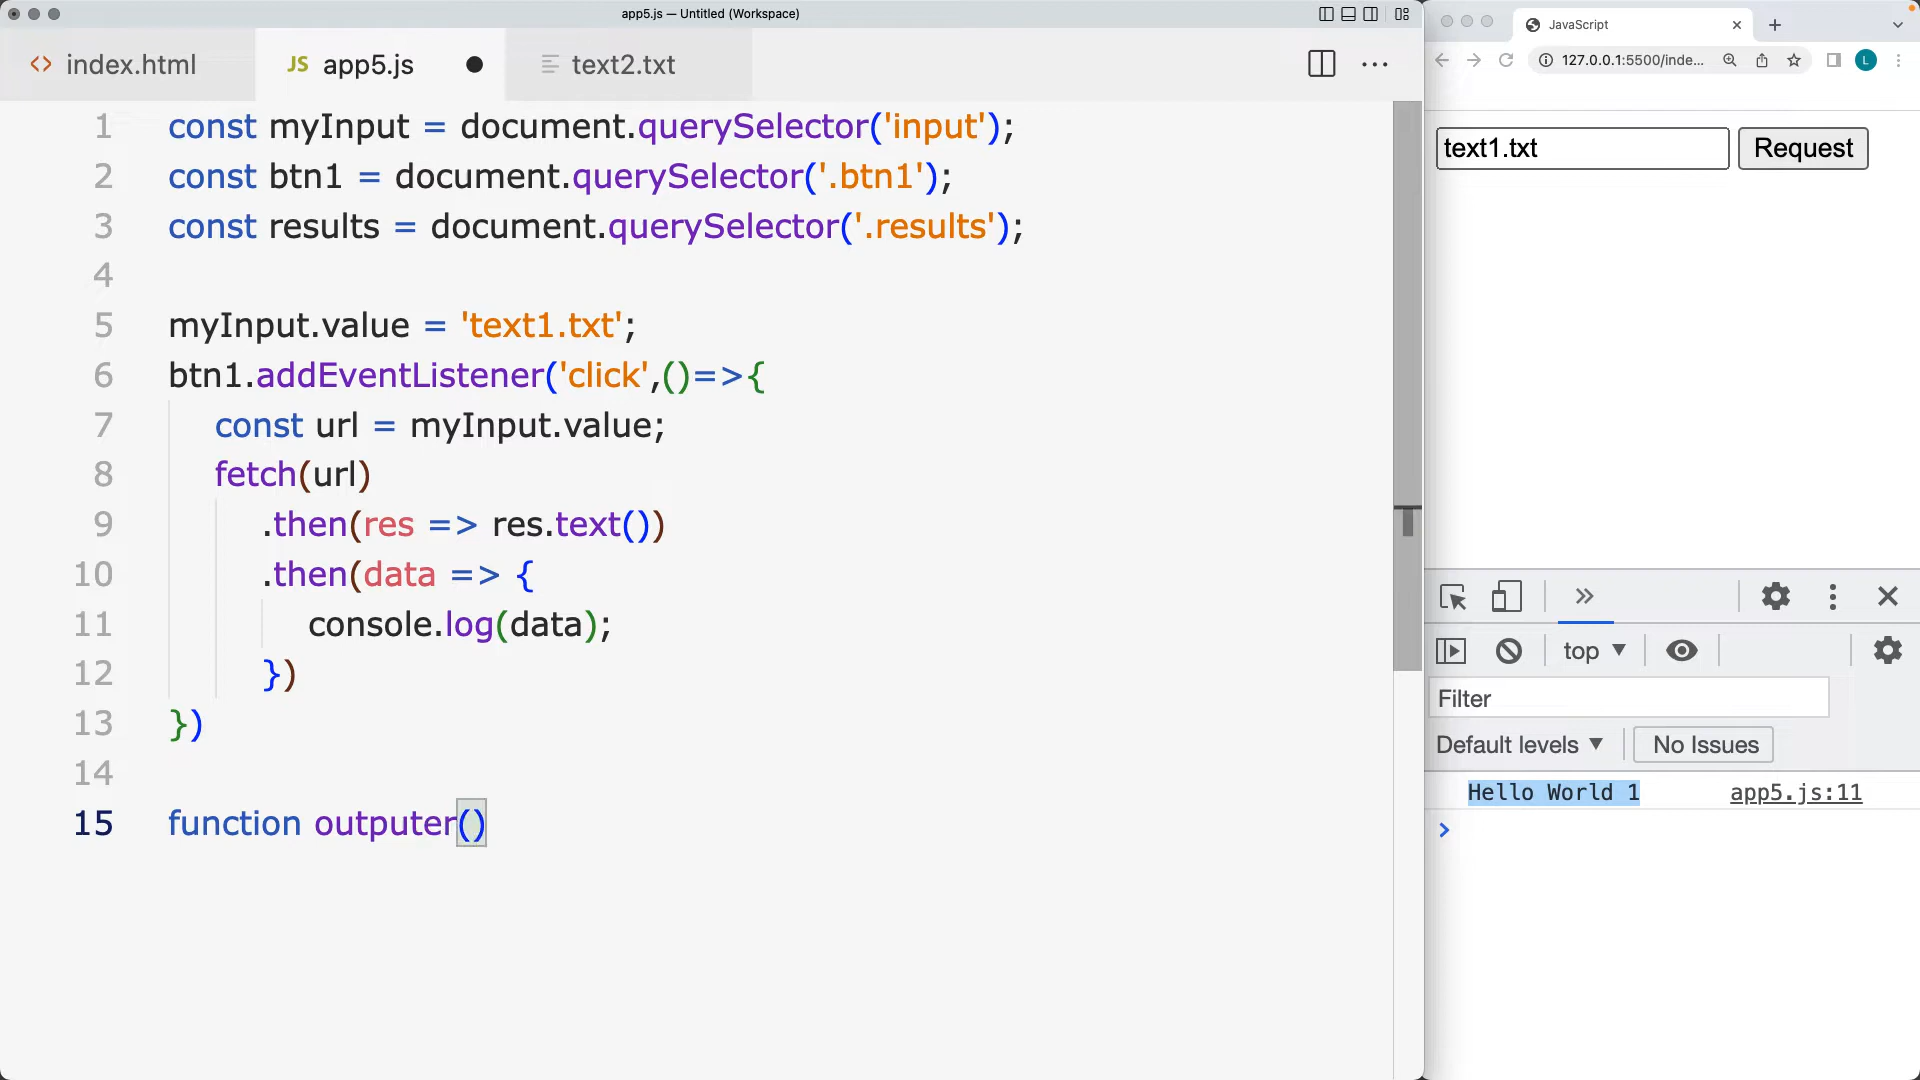 app5.js — Untitled (Workspace)
index.html
JS app5.js
text2.txt
1 const myInput = document.querySelector('input');
2 const btn1 = document.querySelector('.btn1');
3 const results = document.querySelector('.results');
4
5 myInput.value = 'text1.txt';
6 btn1.addEventListener('click',()=>{
7 const url = myInput.value;
8 fetch(url)
9 .then(res => res.text())
10 .then(data => {
11 console.log(data);
12 })
13 })
14
15 function outputer()
JavaScript
127.0.0.1:5500/inde...
L
text1.txt
Request
top
Filter
Default levels
No Issues
Hello World 1 app5.js:11